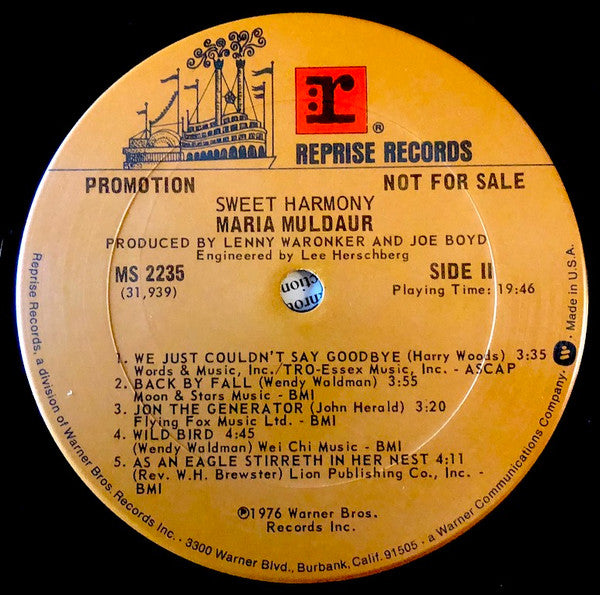 r
®
REPRISE RECORDS
PROMOTION NOT FOR SALE
SWEET HARMONY
MARIA MULDAUR
PRODUCED BY LENNY WARONKER AND JOE BOYD
Engineered by Lee Herschberg
MS 2235 SIDE II
(31,939) Playing Time: 19:46
1. WE JUST COULDN'T SAY GOODBYE (Harry Woods) 3:35
Words & Music, Inc./TRO-Essex Music, Inc. - ASCAP
2. BACK BY FALL (Wendy Waldman) 3:55
Moon & Stars Music - BMI
3. JON THE GENERATOR (John Herald) 3:20
Flying Fox Music Ltd. - BMI
4. WILD BIRD 4:45
(Wendy Waldman) Wei Chi Music - BMI
5. AS AN EAGLE STIRRETH IN HER NEST 4:11
(Rev. W.H. Brewster) Lion Publishing Co., Inc. -
BMI
℗1976 Warner Bros.
Records Inc.
Reprise Records, a division of Warner Bros. Records Inc. • 3300 Warner Blvd., Burbank, Calif. 91505 • a Warner Communications Company • W • Made in U.S.A.